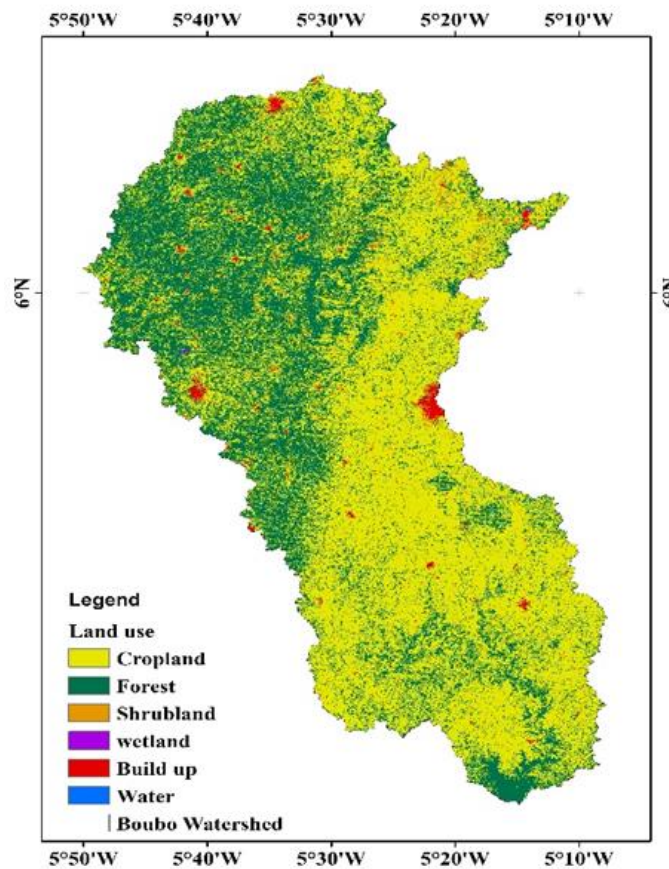 5°50'W 5°40'W 5°30'W 5°20'W 5°10'W
6°N 6°N
Legend
Land use
Cropland
Forest
Shrubland
wetland
Build up
Water
Boubo Watershed
5°50'W 5°40'W 5°30'W 5°20'W 5°10'W